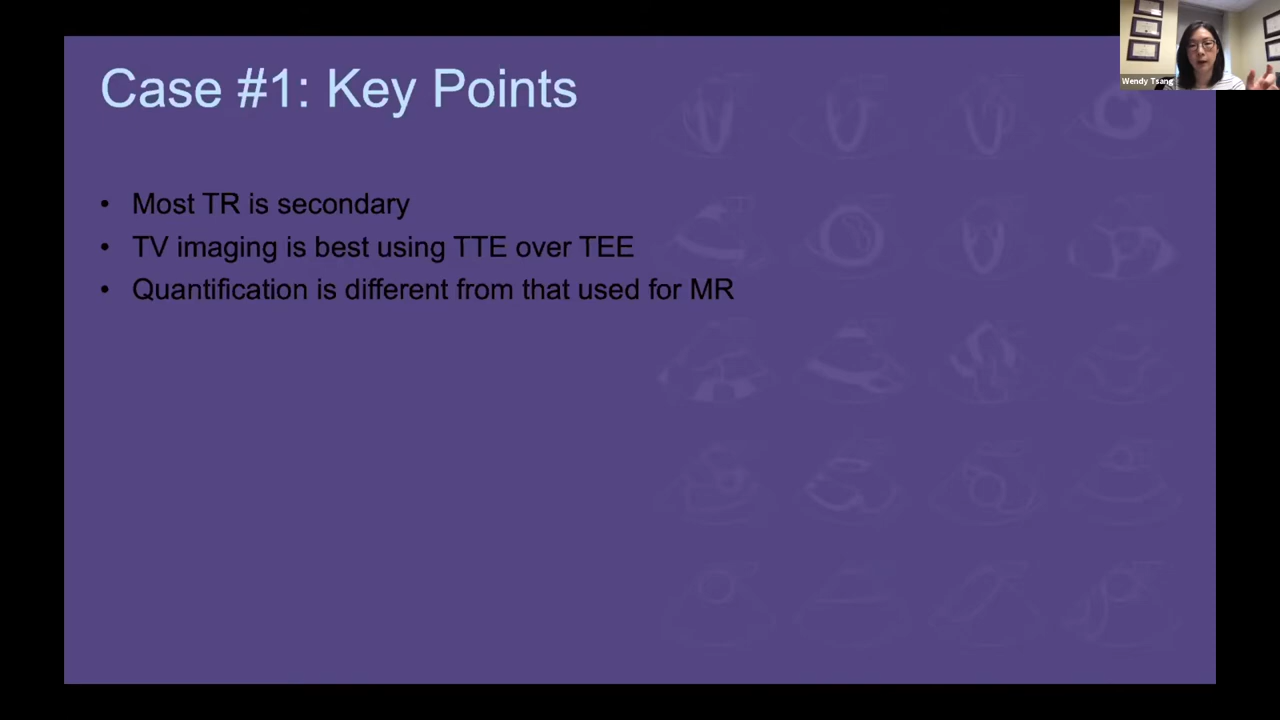 Case #1: Key Points
• Most TR is secondary
• TV imaging is best using TTE over TEE
• Quantification is different from that used for MR
Wendy Tsang